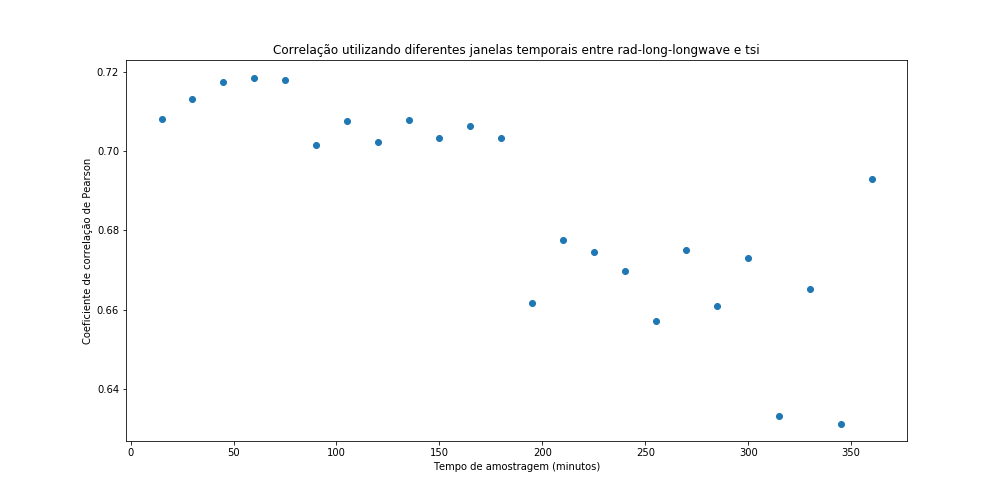 Correlação utilizando diferentes janelas temporais entre rad-long-longwave e tsi
Coeficiente de correlação de Pearson
0.72
0.70
0.68
0.66
0.64
0 50 100 150 200 250 300 350
Tempo de amostragem (minutos)